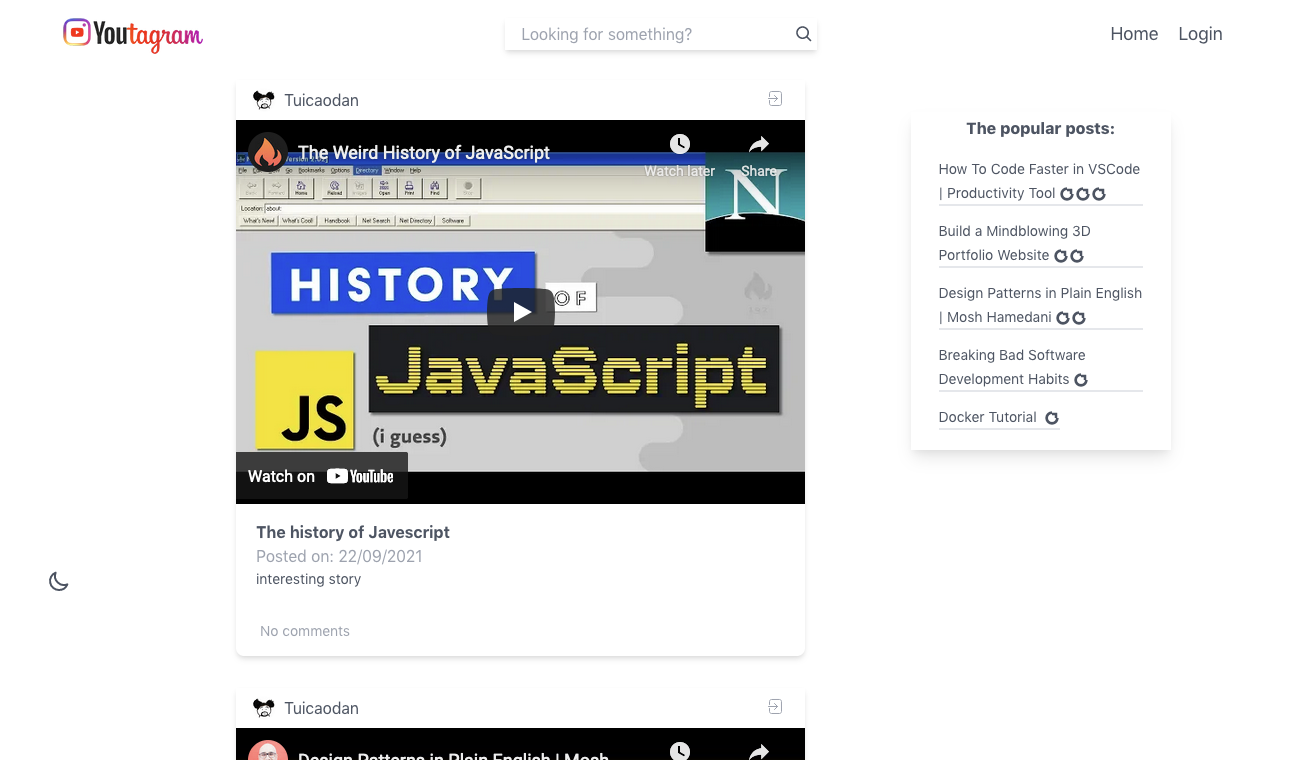 Youtagram
Looking for something?
Home
Login
Tuicaodan
The Weird History of JavaScript
Watch later
Share
File Edit View Go Bookmarks Options Directory Window Help
Back Forward Home Reload Images Open Print Find Stop
Location: about:
What's New! What's Cool! Handbook Net Search Net Directory Software
N
HISTORY
OF
JavaScript
JS
(i guess)
Watch on YouTube
The history of Javescript
Posted on: 22/09/2021
interesting story
No comments
Tuicaodan
Design Patterns in Plain English | Mosh
The popular posts:
How To Code Faster in VSCode
| Productivity Tool
Build a Mindblowing 3D
Portfolio Website
Design Patterns in Plain English
| Mosh Hamedani
Breaking Bad Software
Development Habits
Docker Tutorial